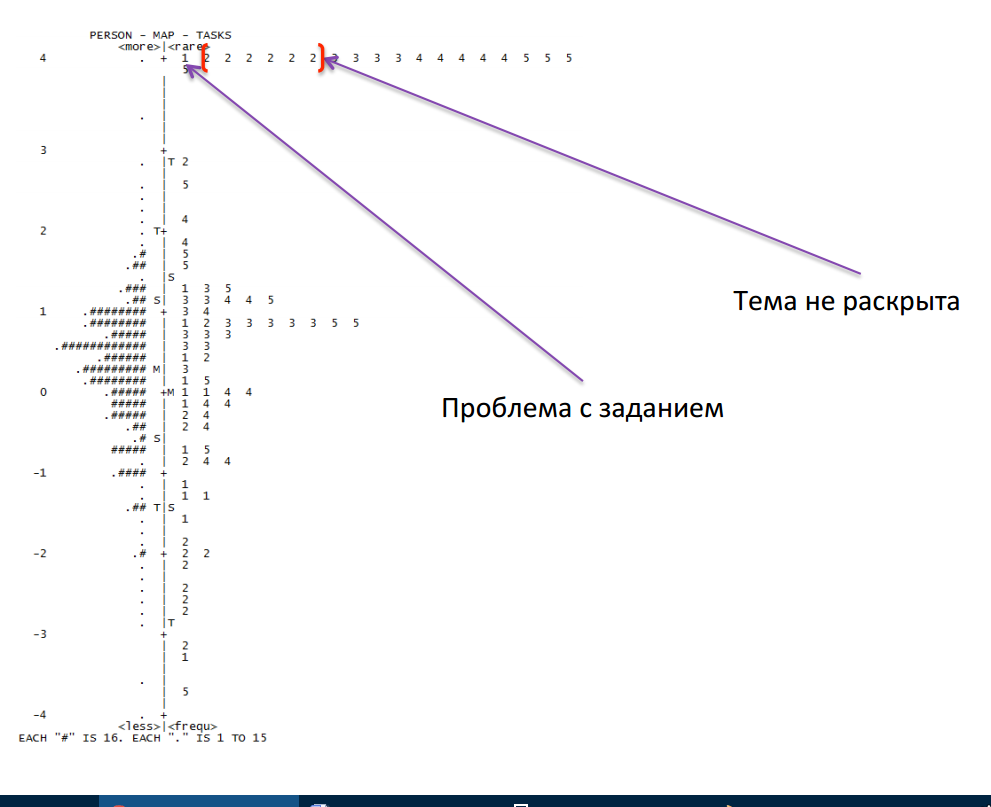 PERSON - MAP - TASKS
<more>|<rare>
4 . + 1 2 2 2 2 2 2 3 3 3 3 4 4 4 4 4 5 5 5
| 5
|
|
|
. |
|
|
3 +
. |T 2
|
. | 5
. |
. |
. | 4
2 . T+
. | 4
.# | 5
.## | 5
. |S
.### | 1 3 5
.## S| 3 3 4 4 5
1 .######## + 3 4
.######## | 1 2 3 3 3 3 3 5 5
.##### | 3 3 3
.############ | 3 3
.###### | 1 2
.######### M| 3
.######## | 1 5
0 .##### +M 1 1 4 4
##### | 1 4 4
.##### | 2 4
.## | 2 4
.# S|
##### | 1 5
. | 2 4 4
-1 .#### +
. | 1
. | 1 1
.## T|S
. | 1
. |
. | 2
-2 .# + 2 2
. | 2
. |
. | 2
. | 2
. | 2
. |T
-3 +
| 2
| 1
|
. |
| 5
|
-4 . +
<less>|<frequ>
EACH "#" IS 16. EACH "." IS 1 TO 15
Тема не раскрыта
Проблема с заданием